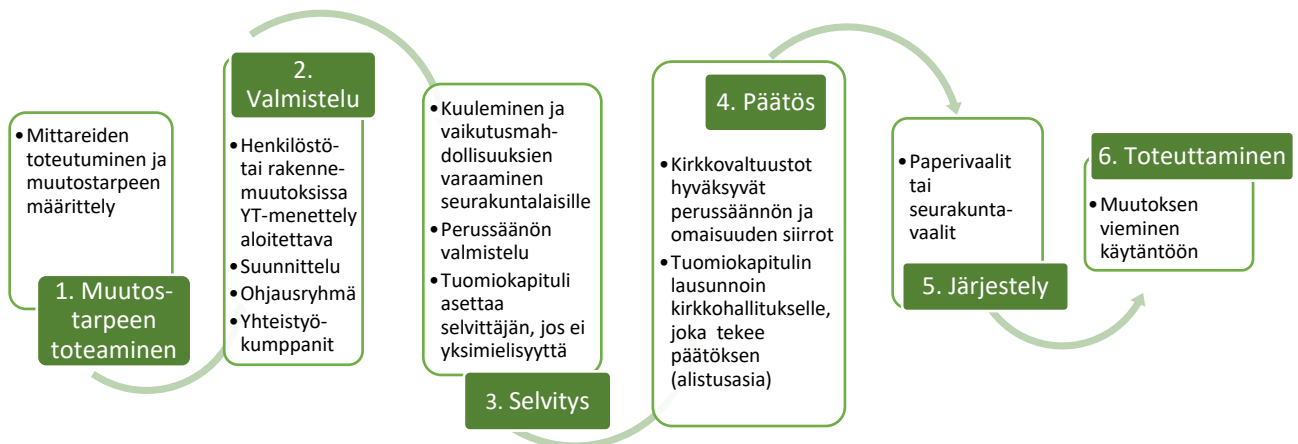 • Mittareiden
toteutuminen ja
muutostarpeen
määrittely
1. Muutos-
tarpeen
toteaminen
2.
Valmistelu
• Henkilöstö-
tai rakenne-
muutoksissa
YT-menettely
aloitettava
• Suunnittelu
• Ohjausryhmä
• Yhteistyö-
kumppanit
• Kuuleminen ja
vaikutusmah-
dollisuuksien
varaaminen
seurakuntalaisille
• Perussäänön
valmistelu
• Tuomiokapituli
asettaa
selvittäjän, jos ei
yksimielisyyttä
3. Selvitys
4. Päätös
• Kirkkovaltuustot
hyväksyvät
perussäännön ja
omaisuuden siirrot
• Tuomiokapitulin
lausunnoin
kirkkohallitukselle,
joka tekee
päätöksen
(alistusasia)
• Paperivaalit
tai
seurakunta-
vaalit
5. Järjestely
6. Toteuttaminen
• Muutoksen
vieminen
käytäntöön